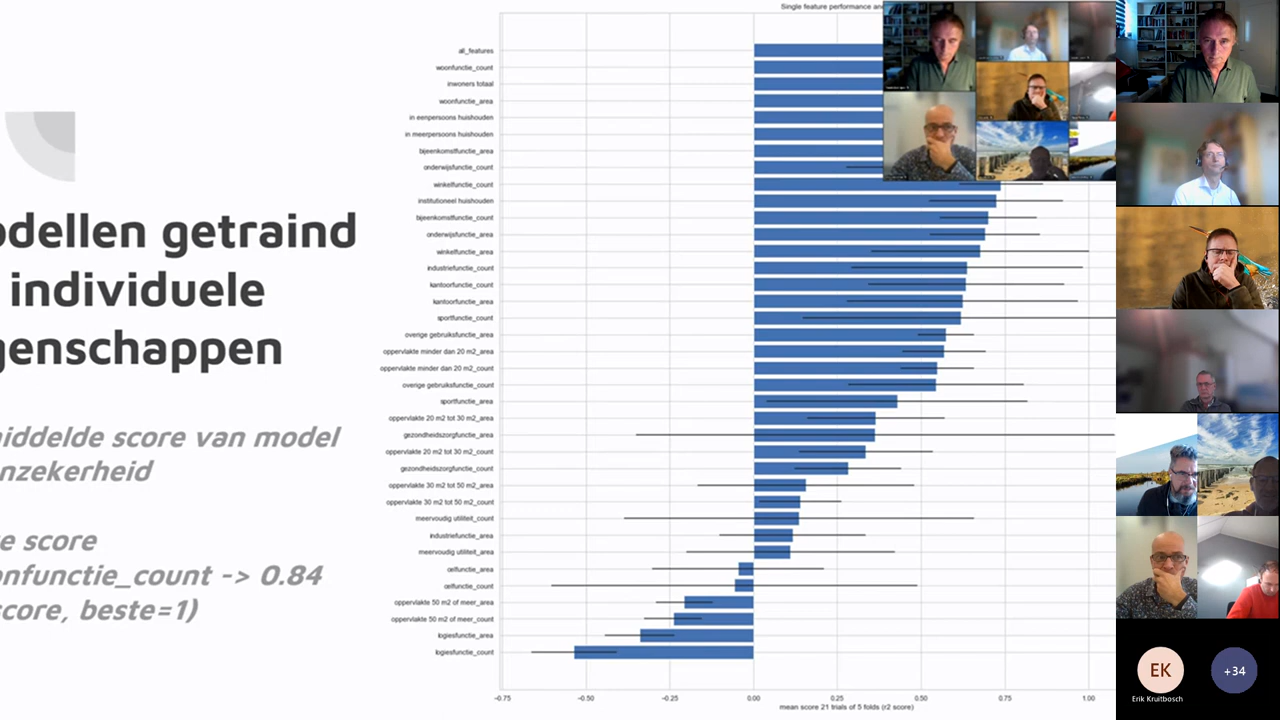 Single feature performance an
odellen getraind
individuele
genschappen
niddelde score van model
nzekerheid
e score
onfunctie_count -> 0.84
score, beste=1)
all_features
woonfunctie_count
inwoners totaal
woonfunctie_area
in eenpersoons huishouden
in meerpersoons huishouden
bijeenkomstfunctie_area
onderwijsfunctie_count
winkelfunctie_count
institutioneel huishouden
bijeenkomstfunctie_count
onderwijsfunctie_area
winkelfunctie_area
industriefunctie_count
kantoorfunctie_count
kantoorfunctie_area
sportfunctie_count
overige gebruiksfunctie_area
oppervlakte minder dan 20 m2_area
oppervlakte minder dan 20 m2_count
overige gebruiksfunctie_count
sportfunctie_area
oppervlakte 20 m2 tot 30 m2_area
gezondheidszorgfunctie_area
oppervlakte 20 m2 tot 30 m2_count
gezondheidszorgfunctie_count
oppervlakte 30 m2 tot 50 m2_area
oppervlakte 30 m2 tot 50 m2_count
meervoudig utiliteit_count
industriefunctie_area
meervoudig utiliteit_area
celfunctie_area
celfunctie_count
oppervlakte 50 m2 of meer_area
oppervlakte 50 m2 of meer_count
logiesfunctie_area
logiesfunctie_count
-0.75 -0.50 -0.25 0.00 0.25 0.50 0.75 1.00
mean score 21 trials of 5 folds (r2 score)
EK
+34
Erik Kruitbosch